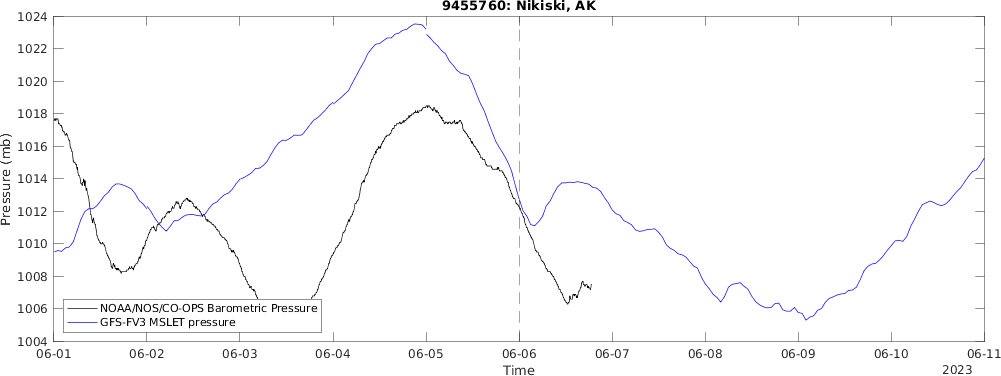 9455760: Nikiski, AK
1024
1022
1020
1018
1016
1014
1012
1010
1008
1006
1004
Pressure (mb)
NOAA/NOS/CO-OPS Barometric Pressure
GFS-FV3 MSLET pressure
06-01 06-02 06-03 06-04 06-05 06-06 06-07 06-08 06-09 06-10 06-11
Time
2023